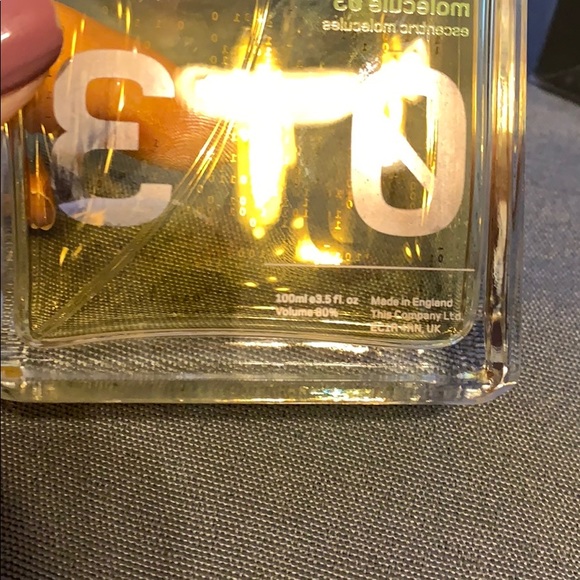 molecule 03
escentric molecules
100ml e3.5 fl. oz
Volume 80%
Made in England
This Company Ltd.
EC1R 4RN, UK